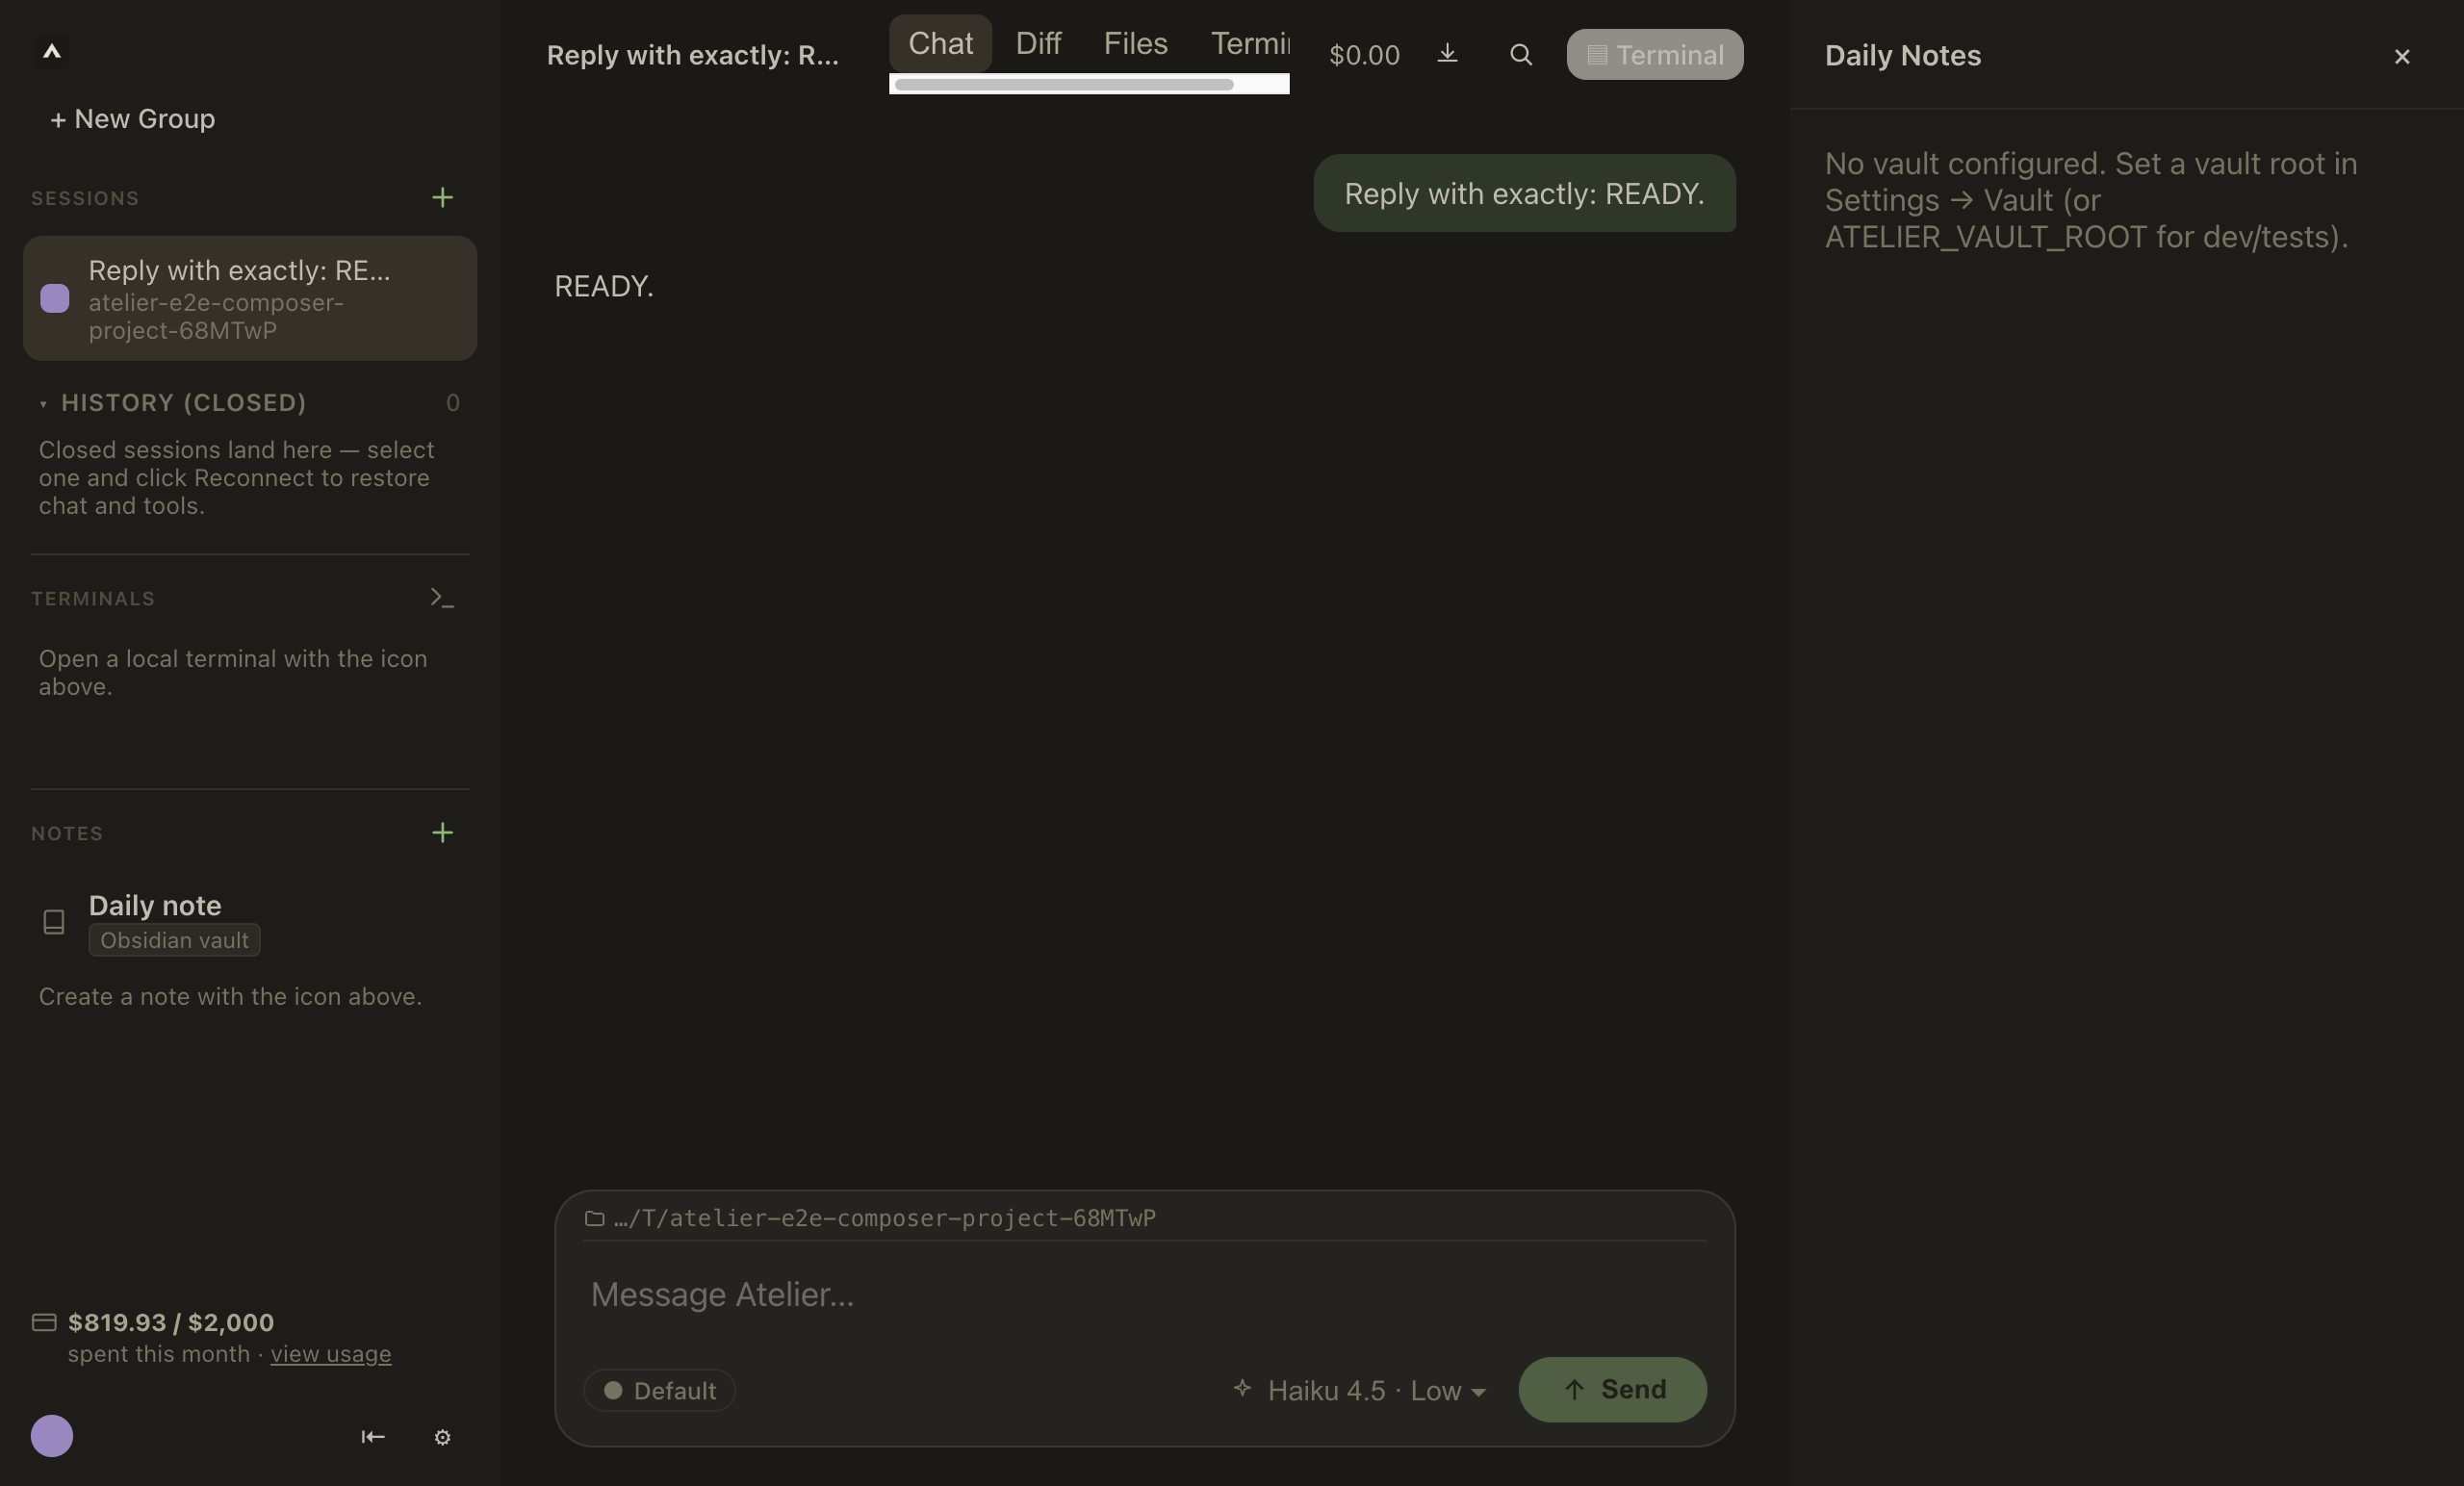 + New Group
SESSIONS
Reply with exactly: RE...
atelier-e2e-composer-
project-68MTwP
HISTORY (CLOSED) 0
Closed sessions land here — select
one and click Reconnect to restore
chat and tools.
TERMINALS
Open a local terminal with the icon
above.
NOTES
Daily note
Obsidian vault
Create a note with the icon above.
$819.93 / $2,000
spent this month · view usage
Reply with exactly: R...
Chat Diff Files Termi
$0.00
Terminal
Reply with exactly: READY.
READY.
…/T/atelier-e2e-composer-project-68MTwP
Message Atelier...
Default
Haiku 4.5 · Low
Send
Daily Notes
No vault configured. Set a vault root in
Settings → Vault (or
ATELIER_VAULT_ROOT for dev/tests).